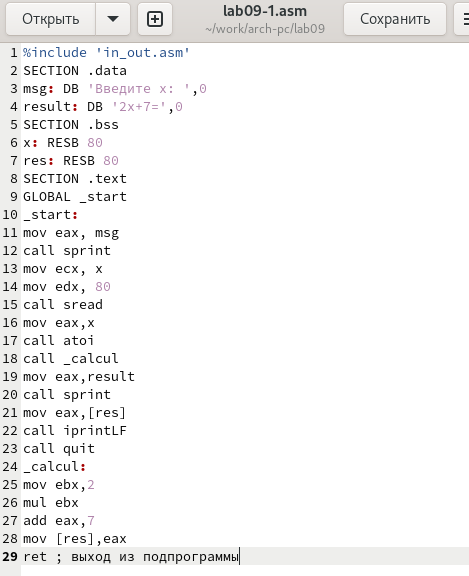 Открыть
lab09-1.asm
~/work/arch-pc/lab09
Сохранить
1 %include 'in_out.asm'
2 SECTION .data
3 msg: DB 'Введите x: ',0
4 result: DB '2x+7=',0
5 SECTION .bss
6 x: RESB 80
7 res: RESB 80
8 SECTION .text
9 GLOBAL _start
10 _start:
11 mov eax, msg
12 call sprint
13 mov ecx, x
14 mov edx, 80
15 call sread
16 mov eax,x
17 call atoi
18 call _calcul
19 mov eax,result
20 call sprint
21 mov eax,[res]
22 call iprintLF
23 call quit
24 _calcul:
25 mov ebx,2
26 mul ebx
27 add eax,7
28 mov [res],eax
29 ret ; выход из подпрограммы